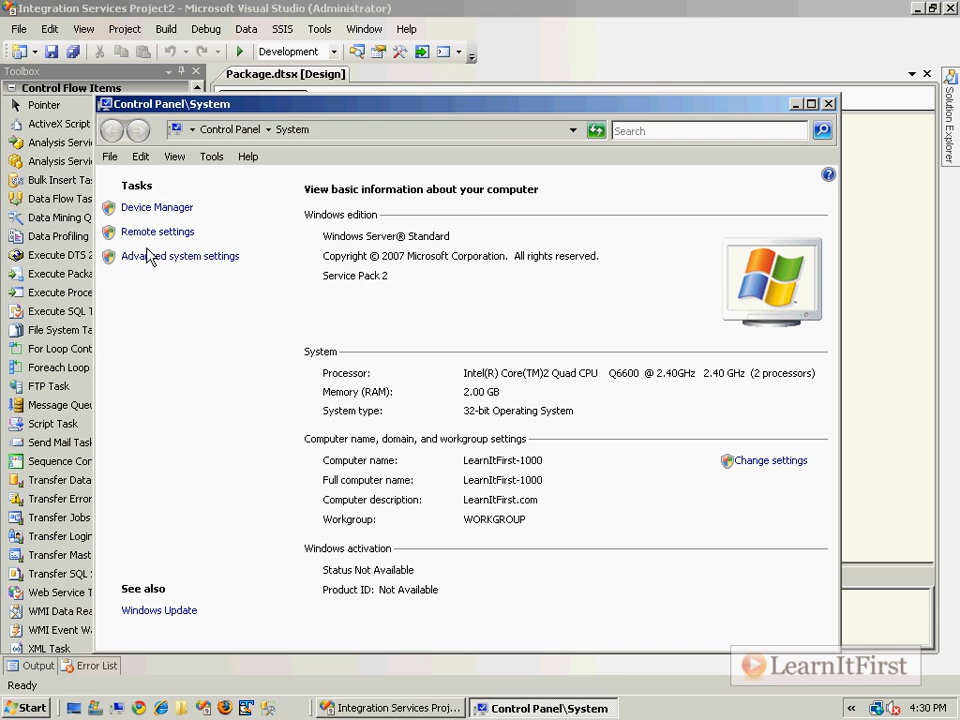 Integration Services Project2 - Microsoft Visual Studio (Administrator)
File Edit View Project Build Debug Data SSIS Tools Window Help
Development
Toolbox
Package.dtsx [Design]
Control Flow Items
Pointer
ActiveX Script
Analysis Servi
Analysis Servi
Bulk Insert Ta
Data Flow Tas
Data Mining Q
Data Profiling
Execute DTS 2
Execute Packa
Execute Proce
Execute SQL T
File System Ta
For Loop Cont
Foreach Loop
FTP Task
Message Queu
Script Task
Send Mail Task
Sequence Con
Transfer Data
Transfer Error
Transfer Jobs
Transfer Login
Transfer Mast
Transfer SQL S
Web Service T
WMI Data Rea
WMI Event Wa
XML Task
Solution Explorer
Control Panel\System
Control Panel System
Search
File Edit View Tools Help
Tasks
Device Manager
Remote settings
Advanced system settings
See also
Windows Update
View basic information about your computer
Windows edition
Windows Server® Standard
Copyright © 2007 Microsoft Corporation. All rights reserved.
Service Pack 2
System
Processor: Intel(R) Core(TM)2 Quad CPU Q6600 @ 2.40GHz 2.40 GHz (2 processors)
Memory (RAM): 2.00 GB
System type: 32-bit Operating System
Computer name, domain, and workgroup settings
Computer name: LearnItFirst-1000
Change settings
Full computer name: LearnItFirst-1000
Computer description: LearnItFirst.com
Workgroup: WORKGROUP
Windows activation
Status Not Available
Product ID: Not Available
LearnItFirst
Output Error List
Ready
Start
Integration Services Proj...
Control Panel\System
4:30 PM